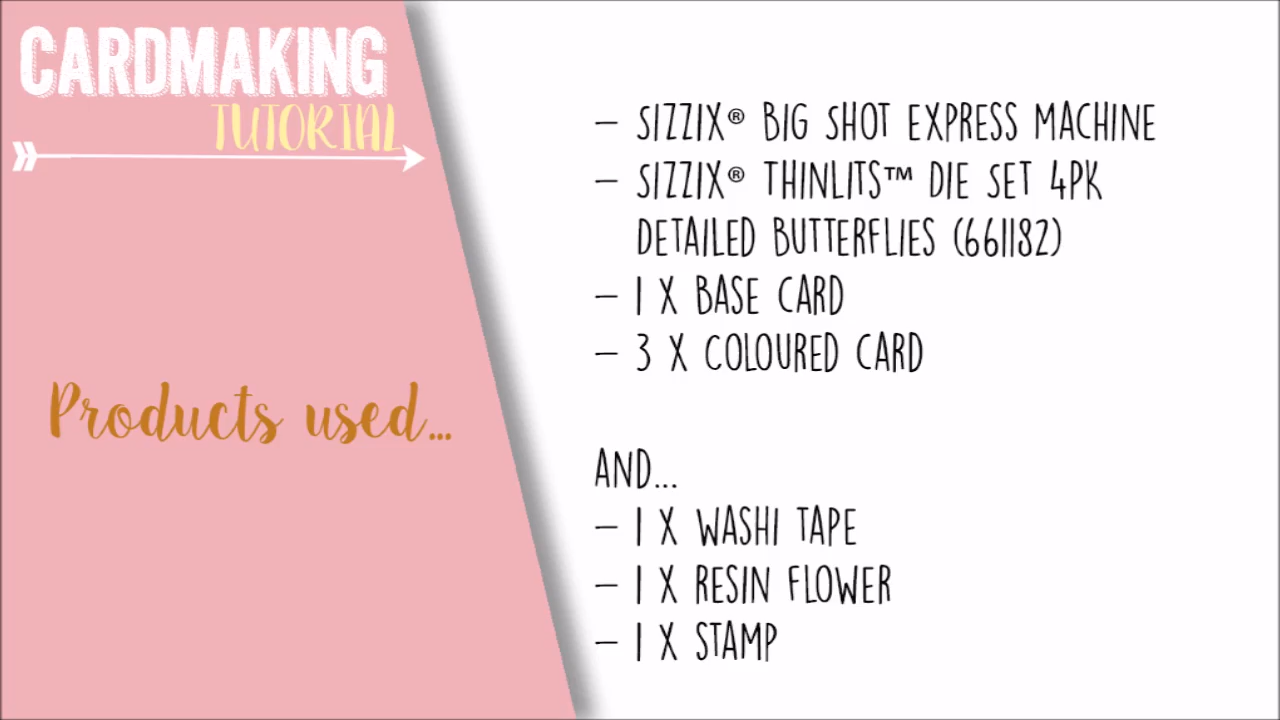 CARDMAKING
TUTORIAL
Products used...
– SIZZIX® BIG SHOT EXPRESS MACHINE
– SIZZIX® THINLITS™ DIE SET 4PK
DETAILED BUTTERFLIES (661182)
– 1 X BASE CARD
– 3 X COLOURED CARD
AND...
– 1 X WASHI TAPE
– 1 X RESIN FLOWER
– 1 X STAMP